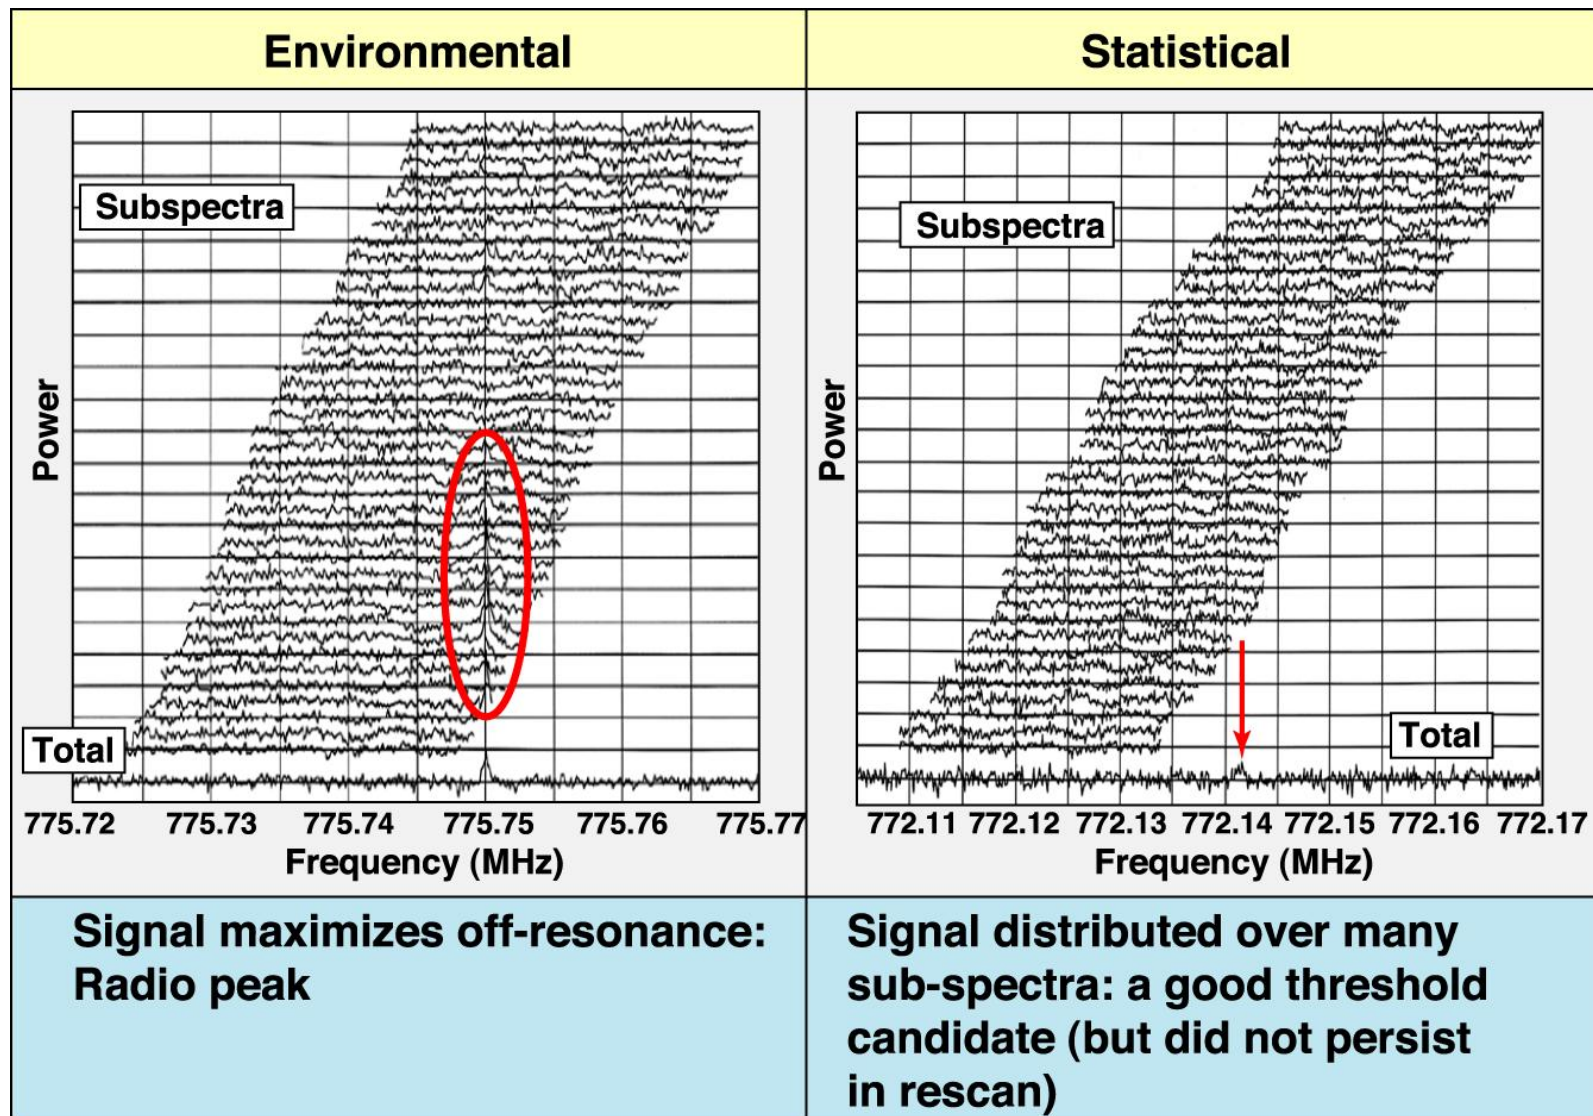 Environmental
Statistical
Subspectra
Power
Total
775.72 775.73 775.74 775.75 775.76 775.77
Frequency (MHz)
Subspectra
Power
Total
772.11 772.12 772.13 772.14 772.15 772.16 772.17
Frequency (MHz)
Signal maximizes off-resonance:
Radio peak
Signal distributed over many
sub-spectra: a good threshold
candidate (but did not persist
in rescan)